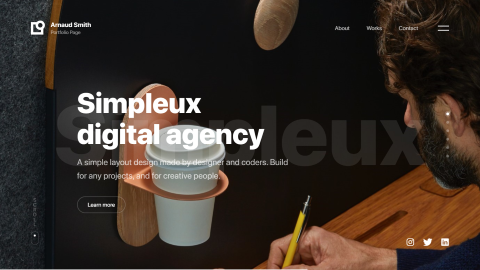 Arnaud Smith
Portfolio Page
About
Works
Contact
Simpleux
Simpleux
digital agency
A simple layout design made by designer and coders. Build
for any projects, and for creative people.
Learn more